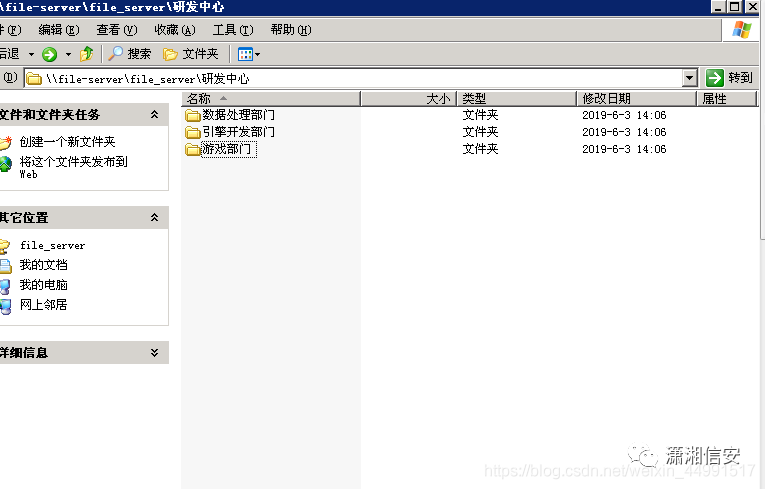 \file-server\file_server\研发中心
(F) 编辑(E) 查看(V) 收藏(A) 工具(T) 帮助(H)
后退 搜索 文件夹
(D) \\file-server\file_server\研发中心 转到
文件和文件夹任务
创建一个新文件夹
将这个文件夹发布到
Web
其它位置
file_server
我的文档
我的电脑
网上邻居
详细信息
名称 大小 类型 修改日期 属性
数据处理部门 文件夹 2019-6-3 14:06
引擎开发部门 文件夹 2019-6-3 14:06
游戏部门 文件夹 2019-6-3 14:06
潇湘信安
https://blog.csdn.net/weixin_44991517